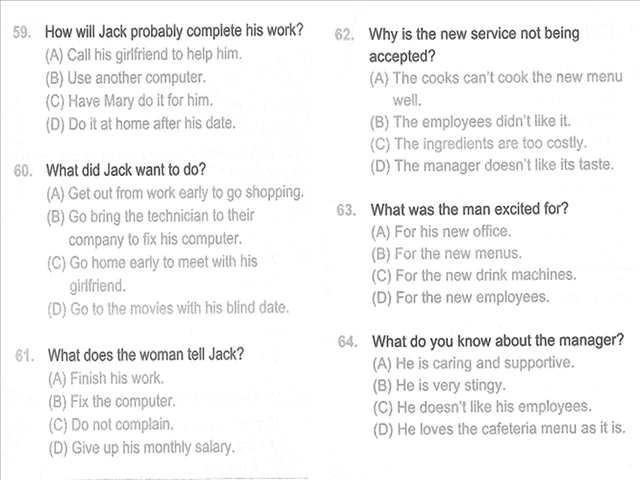 59. How will Jack probably complete his work?
(A) Call his girlfriend to help him.
(B) Use another computer.
(C) Have Mary do it for him.
(D) Do it at home after his date.
60. What did Jack want to do?
(A) Get out from work early to go shopping.
(B) Go bring the technician to their
company to fix his computer.
(C) Go home early to meet with his
girlfriend.
(D) Go to the movies with his blind date.
61. What does the woman tell Jack?
(A) Finish his work.
(B) Fix the computer.
(C) Do not complain.
(D) Give up his monthly salary.
62. Why is the new service not being
accepted?
(A) The cooks can't cook the new menu
well.
(B) The employees didn't like it.
(C) The ingredients are too costly.
(D) The manager doesn't like its taste.
63. What was the man excited for?
(A) For his new office.
(B) For the new menus.
(C) For the new drink machines.
(D) For the new employees.
64. What do you know about the manager?
(A) He is caring and supportive.
(B) He is very stingy.
(C) He doesn't like his employees.
(D) He loves the cafeteria menu as it is.